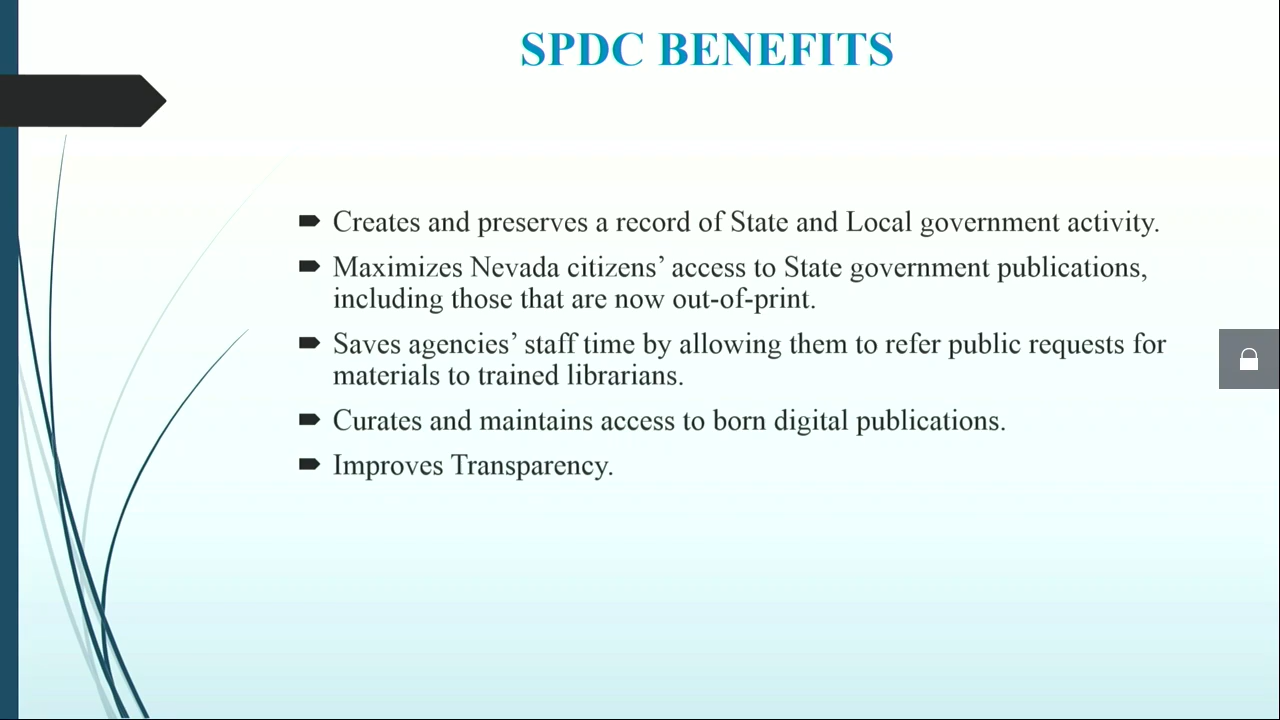 SPDC BENEFITS
Creates and preserves a record of State and Local government activity.
Maximizes Nevada citizens’ access to State government publications,
including those that are now out-of-print.
Saves agencies’ staff time by allowing them to refer public requests for
materials to trained librarians.
Curates and maintains access to born digital publications.
Improves Transparency.